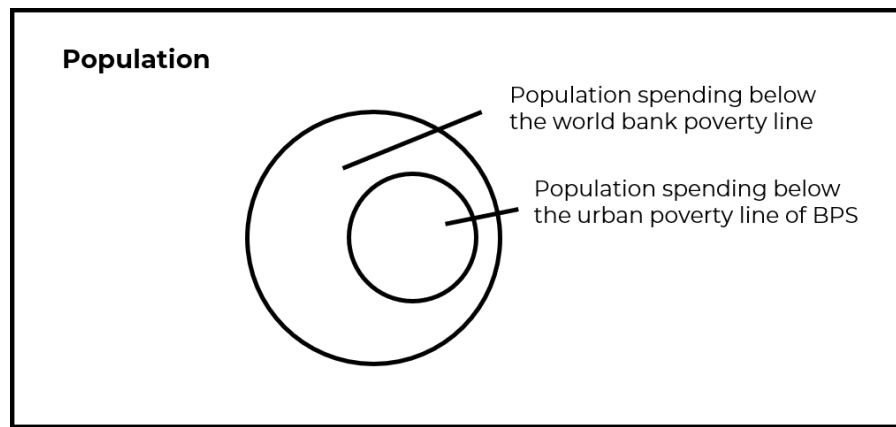 Population
Population spending below
the world bank poverty line
Population spending below
the urban poverty line of BPS